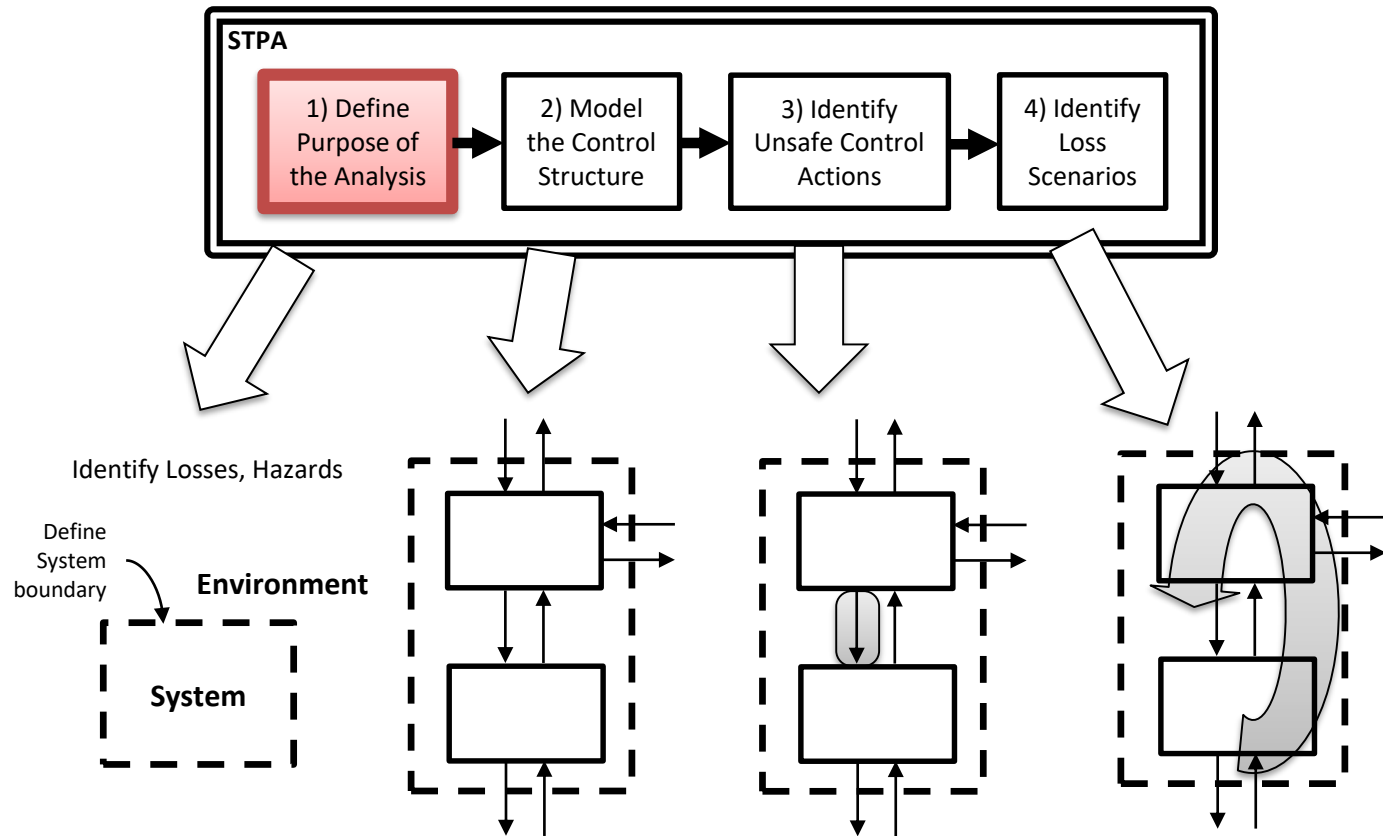 STPA
1) Define
Purpose of
the Analysis
2) Model
the Control
Structure
3) Identify
Unsafe Control
Actions
4) Identify
Loss
Scenarios
Identify Losses, Hazards
Define
System
boundary
Environment
System